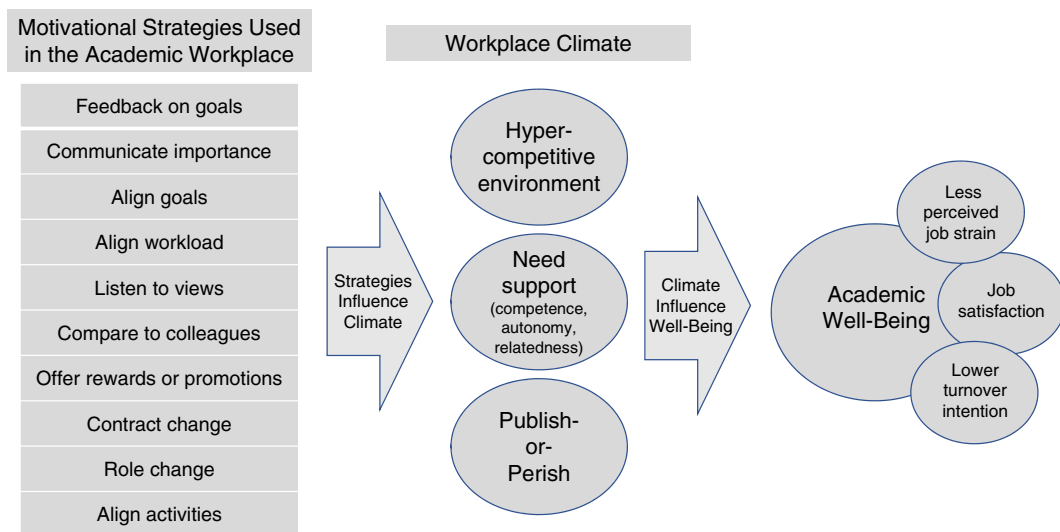 Motivational Strategies Used
in the Academic Workplace
Feedback on goals
Communicate importance
Align goals
Align workload
Listen to views
Compare to colleagues
Offer rewards or promotions
Contract change
Role change
Align activities
Strategies
Influence
Climate
Workplace Climate
Hyper-
competitive
environment
Need
support
(competence,
autonomy,
relatedness)
Publish-
or-
Perish
Climate
Influence
Well-Being
Academic
Well-Being
Less
perceived
job strain
Job
satisfaction
Lower
turnover
intention